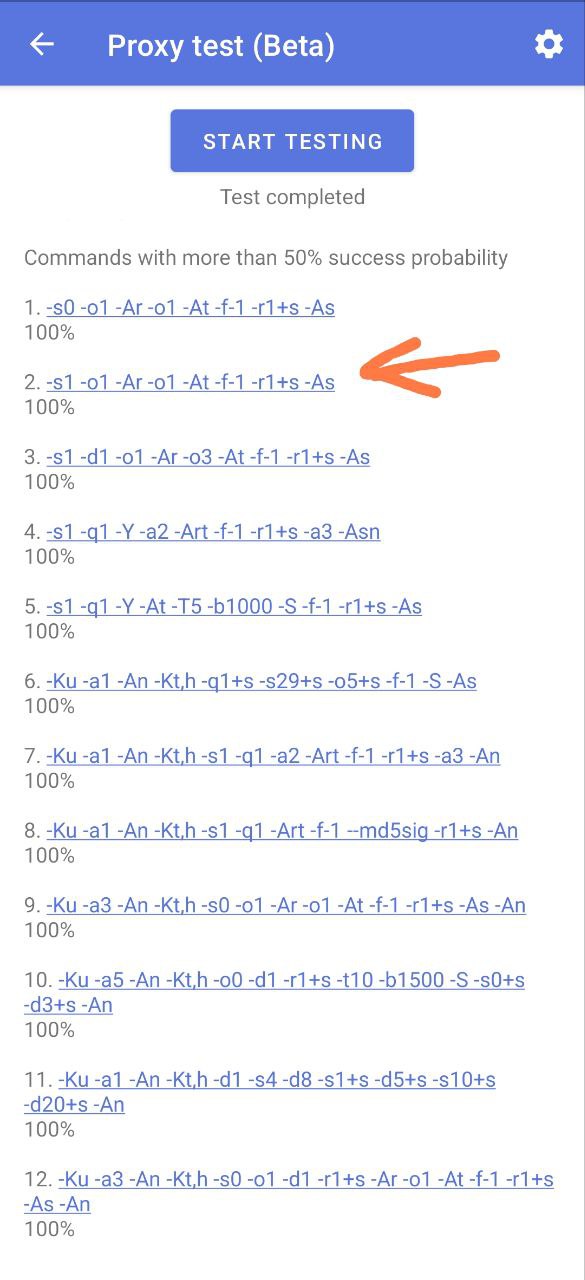 Proxy test (Beta)
START TESTING
Test completed
Commands with more than 50% success probability
1. -s0 -o1 -Ar -o1 -At -f-1 -r1+s -As
100%
2. -s1 -o1 -Ar -o1 -At -f-1 -r1+s -As
100%
3. -s1 -d1 -o1 -Ar -o3 -At -f-1 -r1+s -As
100%
4. -s1 -q1 -Y -a2 -Art -f-1 -r1+s -a3 -Asn
100%
5. -s1 -q1 -Y -At -T5 -b1000 -S -f-1 -r1+s -As
100%
6. -Ku -a1 -An -Kt,h -q1+s -s29+s -o5+s -f-1 -S -As
100%
7. -Ku -a1 -An -Kt,h -s1 -q1 -a2 -Art -f-1 -r1+s -a3 -An
100%
8. -Ku -a1 -An -Kt,h -s1 -q1 -Art -f-1 --md5sig -r1+s -An
100%
9. -Ku -a3 -An -Kt,h -s0 -o1 -Ar -o1 -At -f-1 -r1+s -As -An
100%
10. -Ku -a5 -An -Kt,h -o0 -d1 -r1+s -t10 -b1500 -S -s0+s
-d3+s -An
100%
11. -Ku -a1 -An -Kt,h -d1 -s4 -d8 -s1+s -d5+s -s10+s
-d20+s -An
100%
12. -Ku -a3 -An -Kt,h -s0 -o1 -d1 -r1+s -Ar -o1 -At -f-1 -r1+s
-As -An
100%